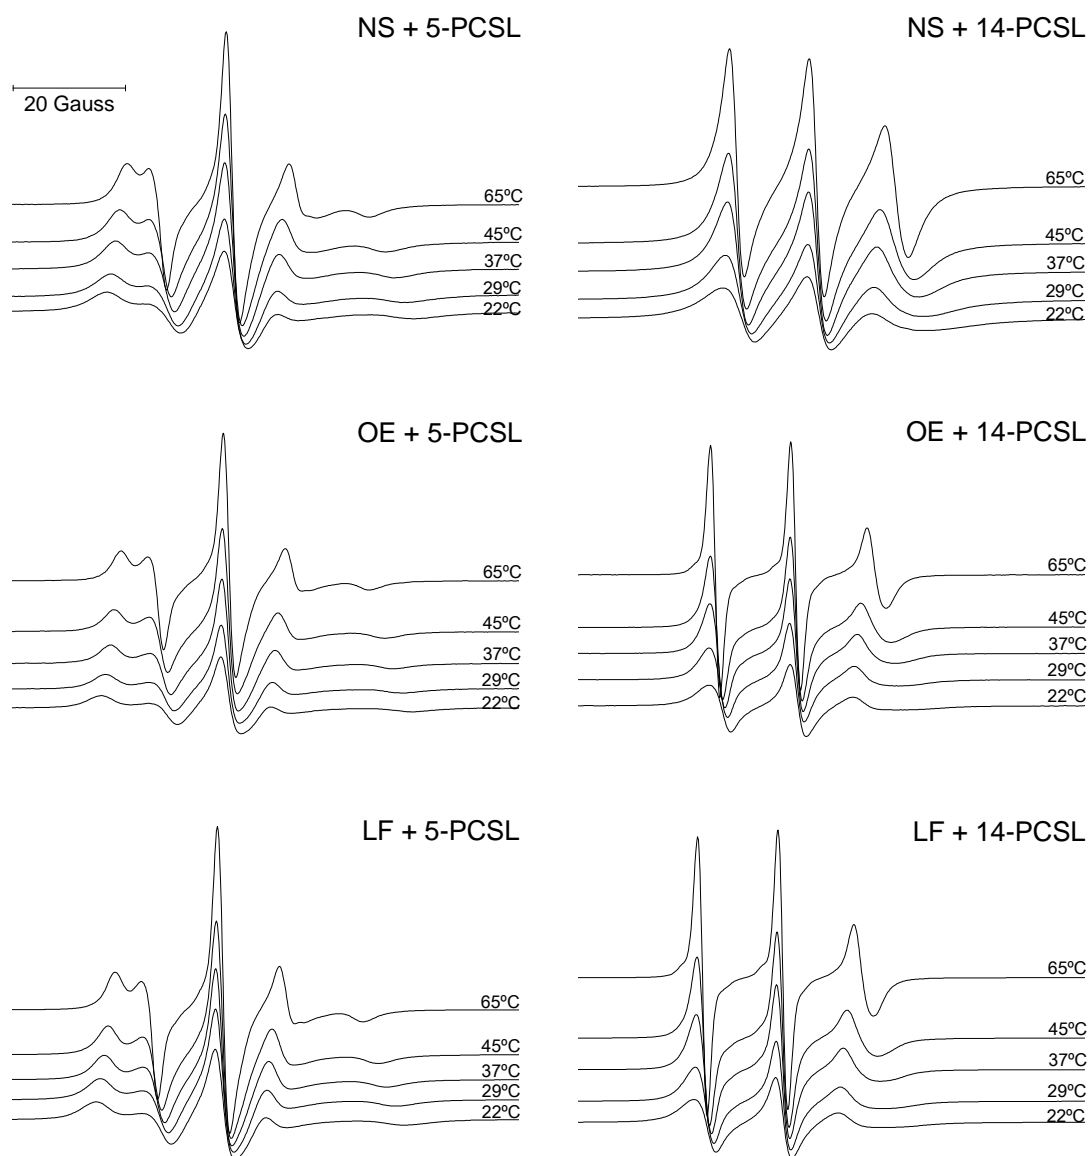 NS + 5-PCSL
20 Gauss
65ºC
45ºC
37ºC
29ºC
22ºC
NS + 14-PCSL
65ºC
45ºC
37ºC
29ºC
22ºC
OE + 5-PCSL
65ºC
45ºC
37ºC
29ºC
22ºC
OE + 14-PCSL
65ºC
45ºC
37ºC
29ºC
22ºC
LF + 5-PCSL
65ºC
45ºC
37ºC
29ºC
22ºC
LF + 14-PCSL
65ºC
45ºC
37ºC
29ºC
22ºC